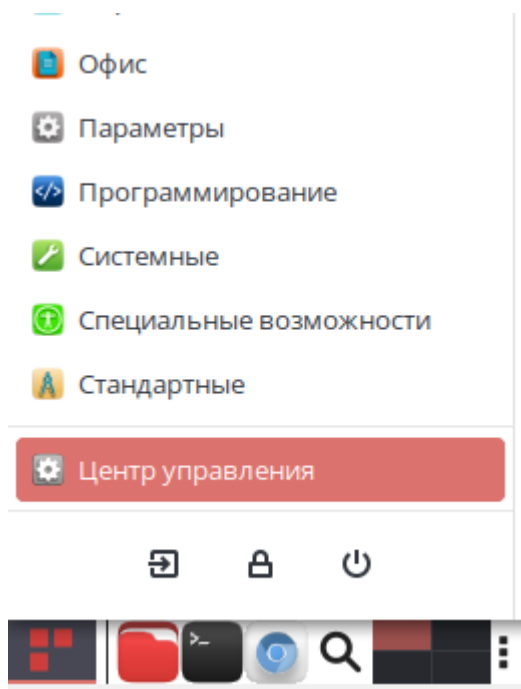 Офис
Параметры
Программирование
Системные
Специальные возможности
Стандартные
Центр управления